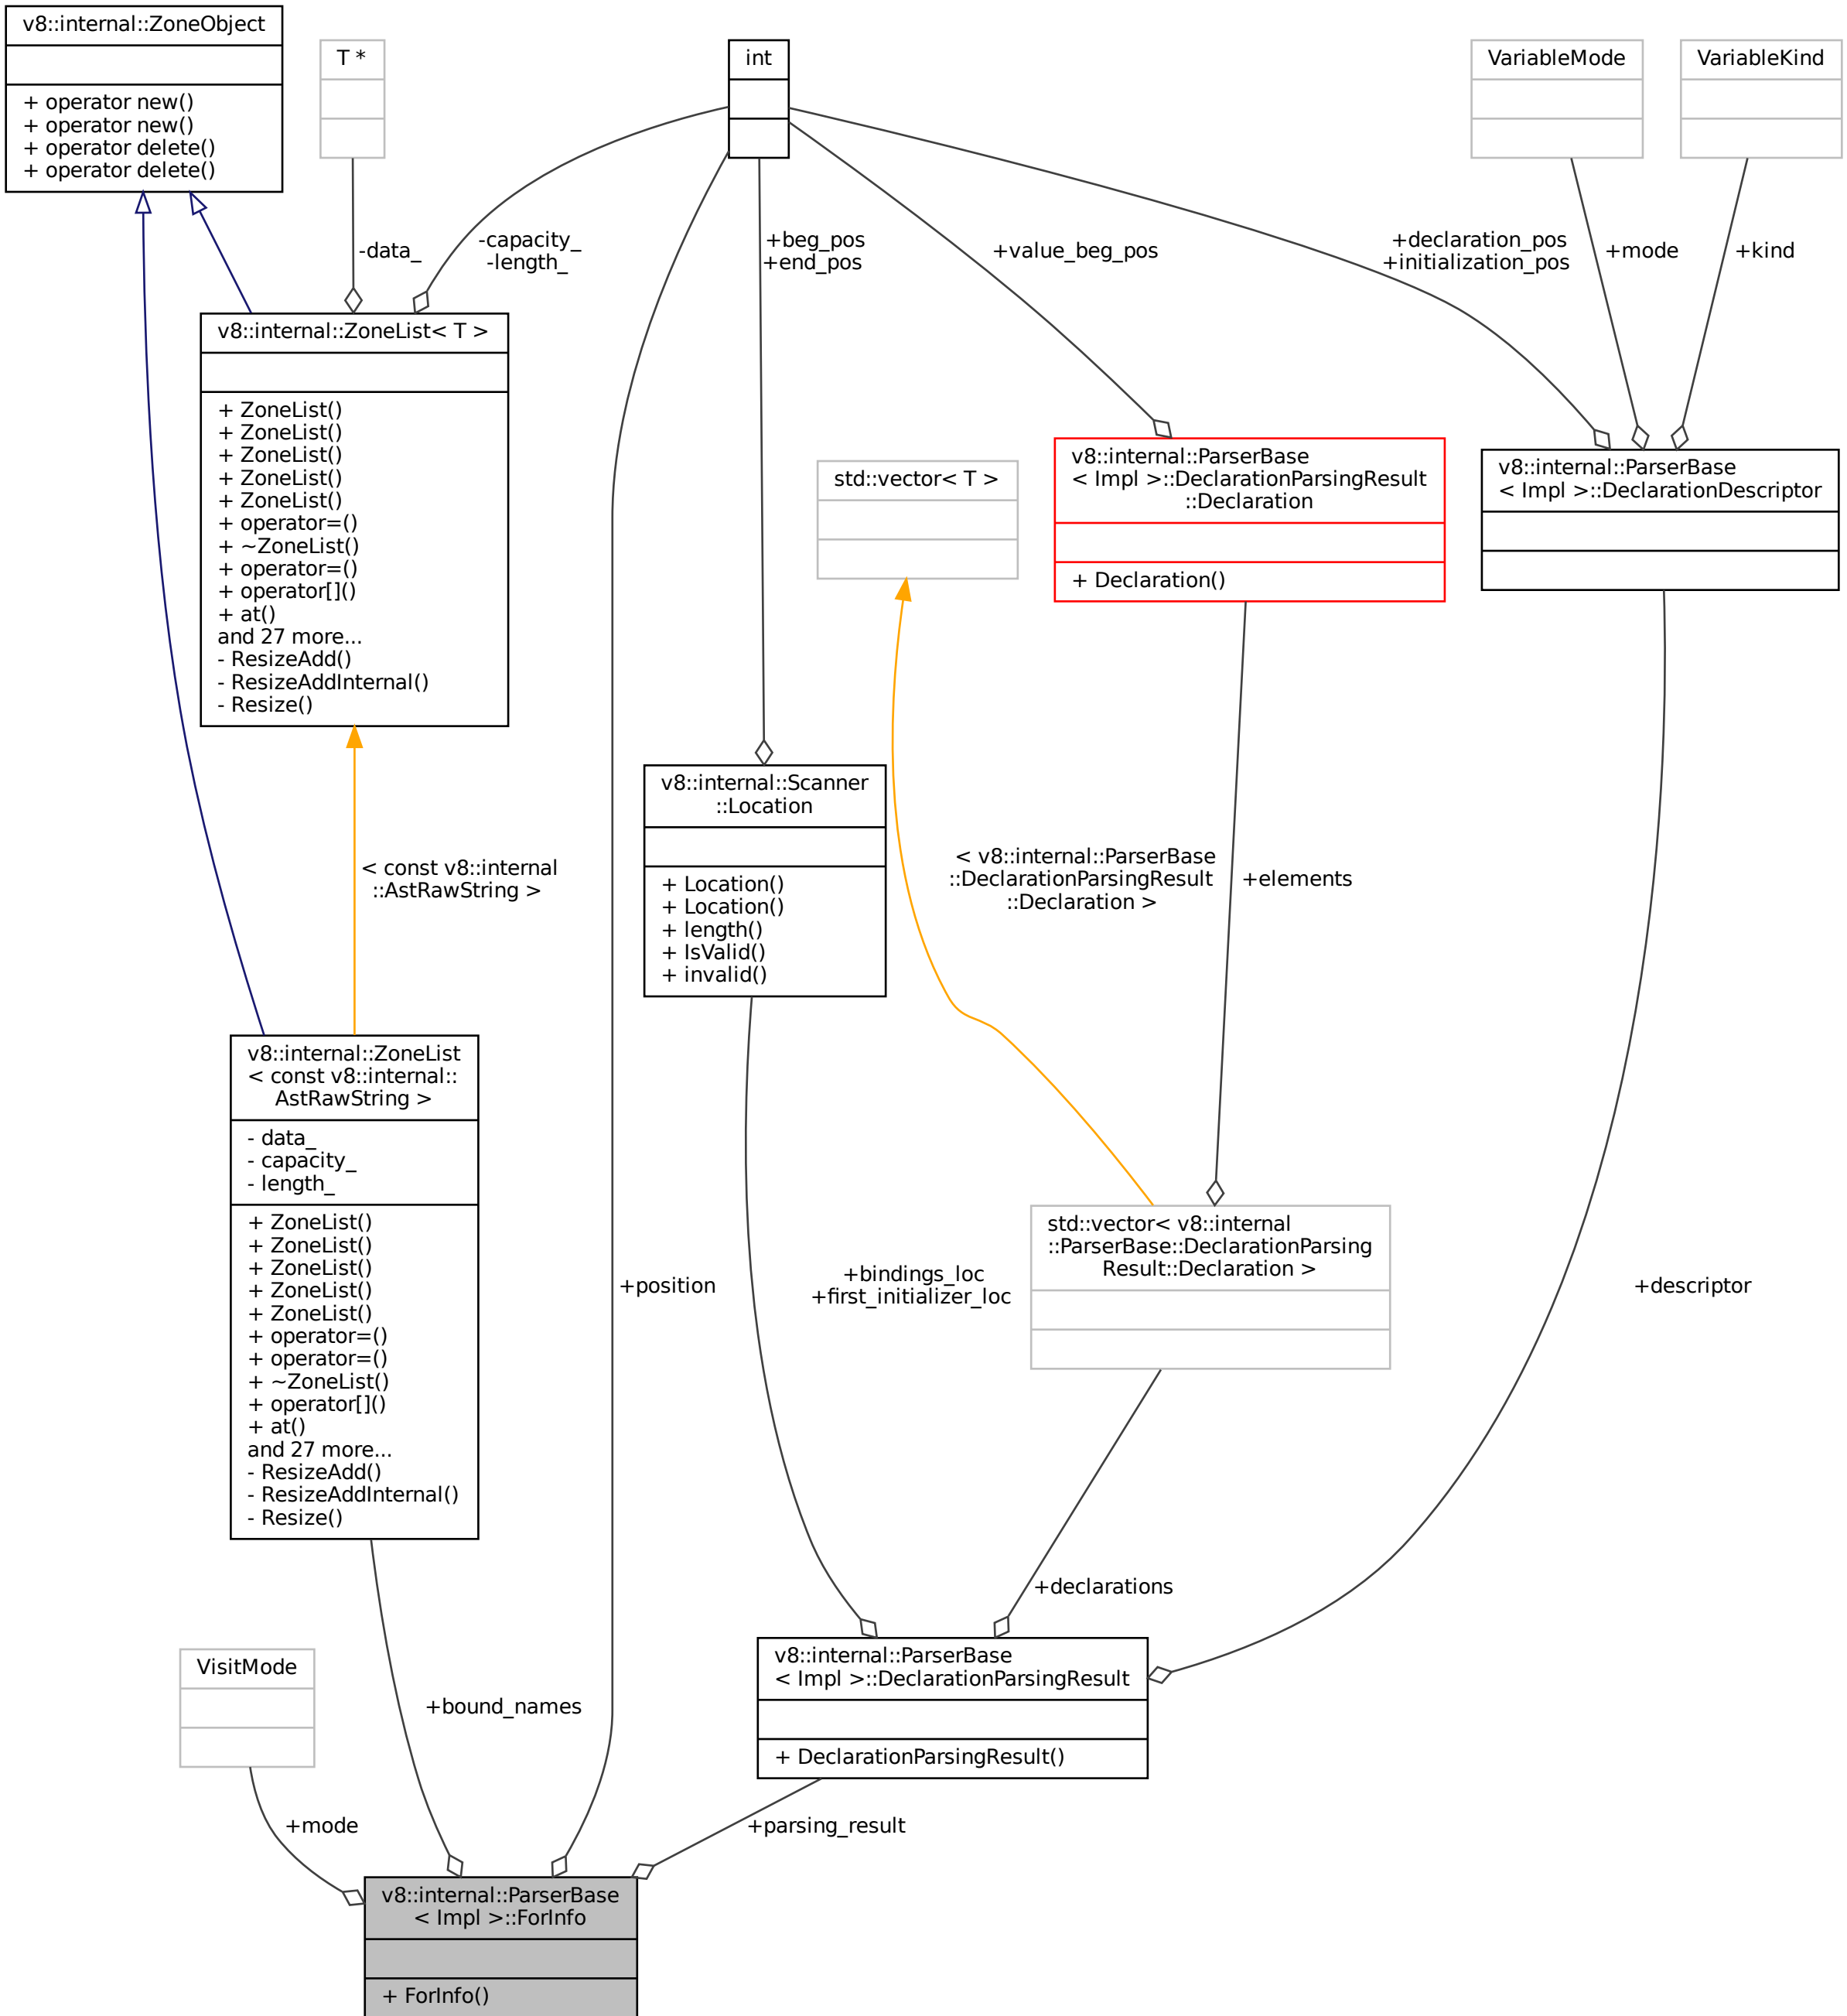 v8::internal::ZoneObject
+ operator new()
+ operator new()
+ operator delete()
+ operator delete()
T *
int
VariableMode
VariableKind
-data_
-capacity_
-length_
+beg_pos
+end_pos
+value_beg_pos
+declaration_pos
+initialization_pos
+mode
+kind
v8::internal::ZoneList< T >
+ ZoneList()
+ ZoneList()
+ ZoneList()
+ ZoneList()
+ ZoneList()
+ operator=()
+ ~ZoneList()
+ operator=()
+ operator[]()
+ at()
and 27 more...
- ResizeAdd()
- ResizeAddInternal()
- Resize()
std::vector< T >
v8::internal::ParserBase
< Impl >::DeclarationParsingResult
::Declaration
+ Declaration()
v8::internal::ParserBase
< Impl >::DeclarationDescriptor
v8::internal::Scanner
::Location
+ Location()
+ Location()
+ length()
+ IsValid()
+ invalid()
< const v8::internal
::AstRawString >
< v8::internal::ParserBase
::DeclarationParsingResult
::Declaration >
+elements
v8::internal::ZoneList
< const v8::internal::
AstRawString >
- data_
- capacity_
- length_
+ ZoneList()
+ ZoneList()
+ ZoneList()
+ ZoneList()
+ ZoneList()
+ operator=()
+ operator=()
+ ~ZoneList()
+ operator[]()
+ at()
and 27 more...
- ResizeAdd()
- ResizeAddInternal()
- Resize()
+position
+bindings_loc
+first_initializer_loc
std::vector< v8::internal
::ParserBase::DeclarationParsing
Result::Declaration >
+descriptor
+declarations
VisitMode
+bound_names
v8::internal::ParserBase
< Impl >::DeclarationParsingResult
+ DeclarationParsingResult()
+mode
+parsing_result
v8::internal::ParserBase
< Impl >::ForInfo
+ ForInfo()